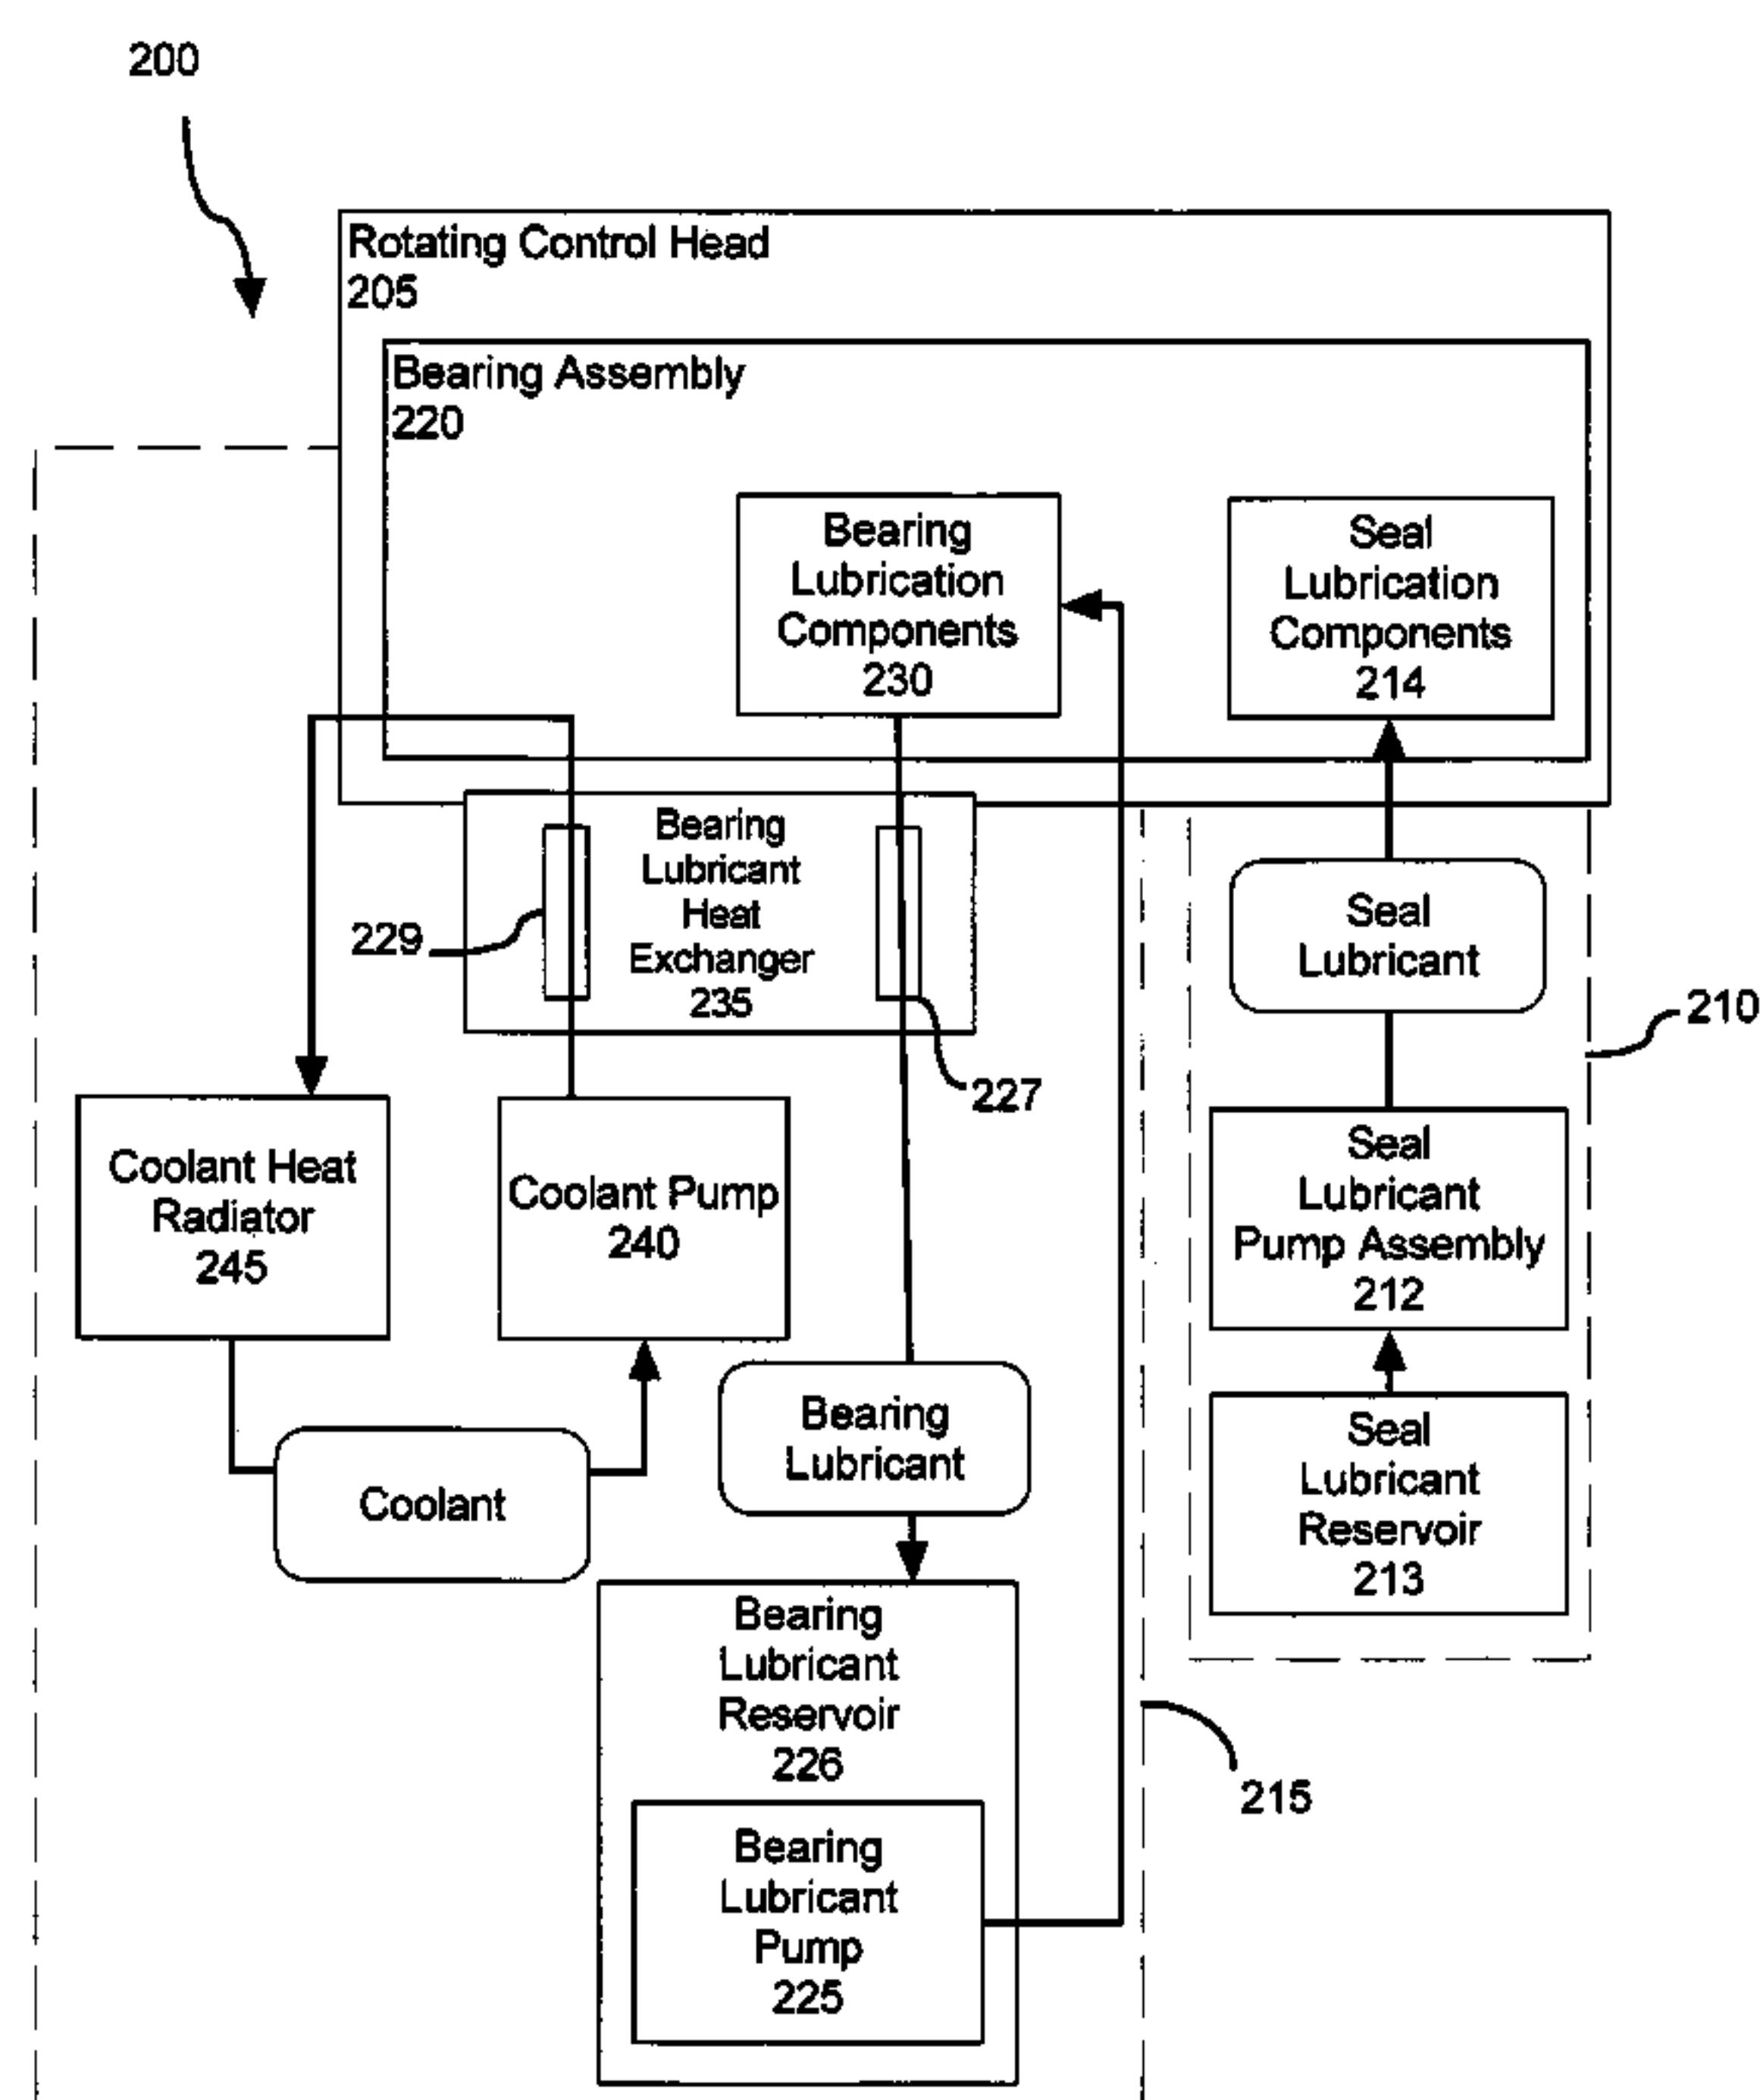 200
Rotating Control Head
205
Bearing Assembly
220
Bearing
Lubrication
Components
230
Seal
Lubrication
Components
214
Bearing
Lubricant
Heat
Exchanger
235
229
227
Seal
Lubricant
210
Coolant Heat
Radiator
245
Coolant Pump
240
Seal
Lubricant
Pump Assembly
212
Bearing
Lubricant
Coolant
Seal
Lubricant
Reservoir
213
Bearing
Lubricant
Reservoir
226
215
Bearing
Lubricant
Pump
225